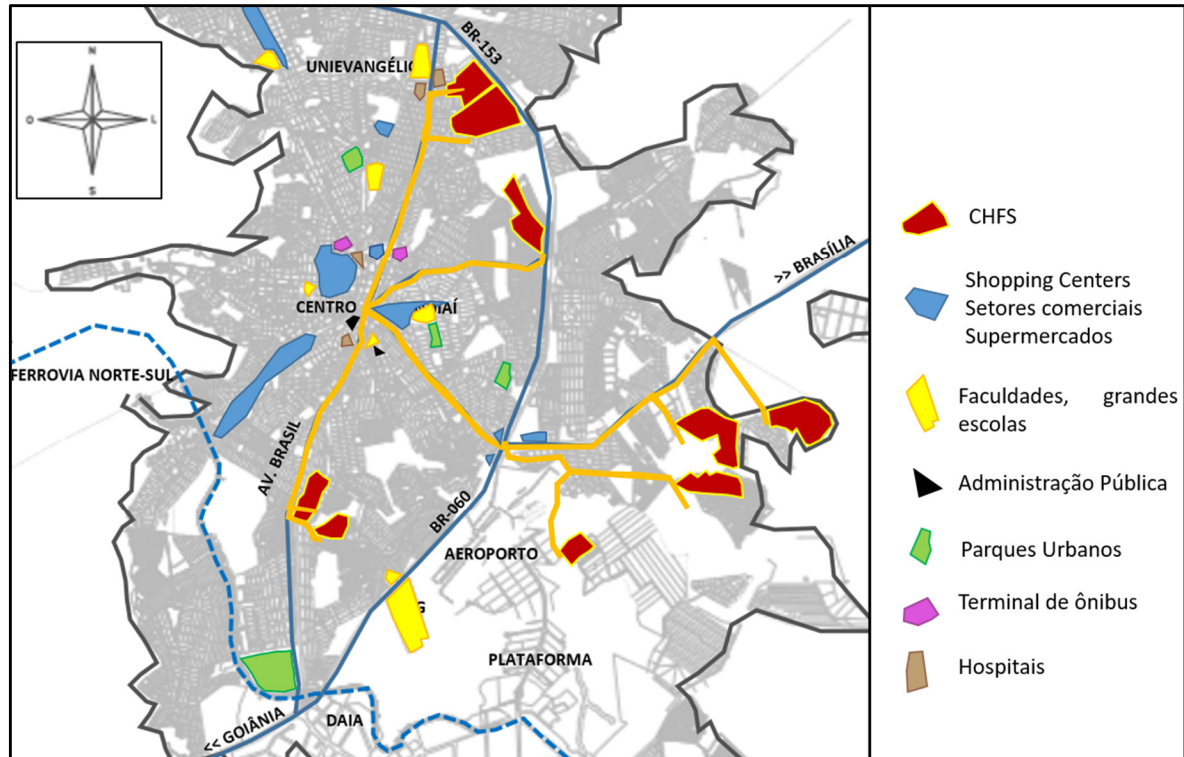 BR-153
UNIEVANGÉLIC
N
O
L
S
>> BRASÍLIA
CENTRO
FERROVIA NORTE-SUL
AV. BRASIL
BR-060
AEROPORTO
PLATAFORMA
DAIA
<< GOIÂNIA
CHFS
Shopping Centers
Setores comerciais
Supermercados
Faculdades, grandes
escolas
Administração Pública
Parques Urbanos
Terminal de ônibus
Hospitais